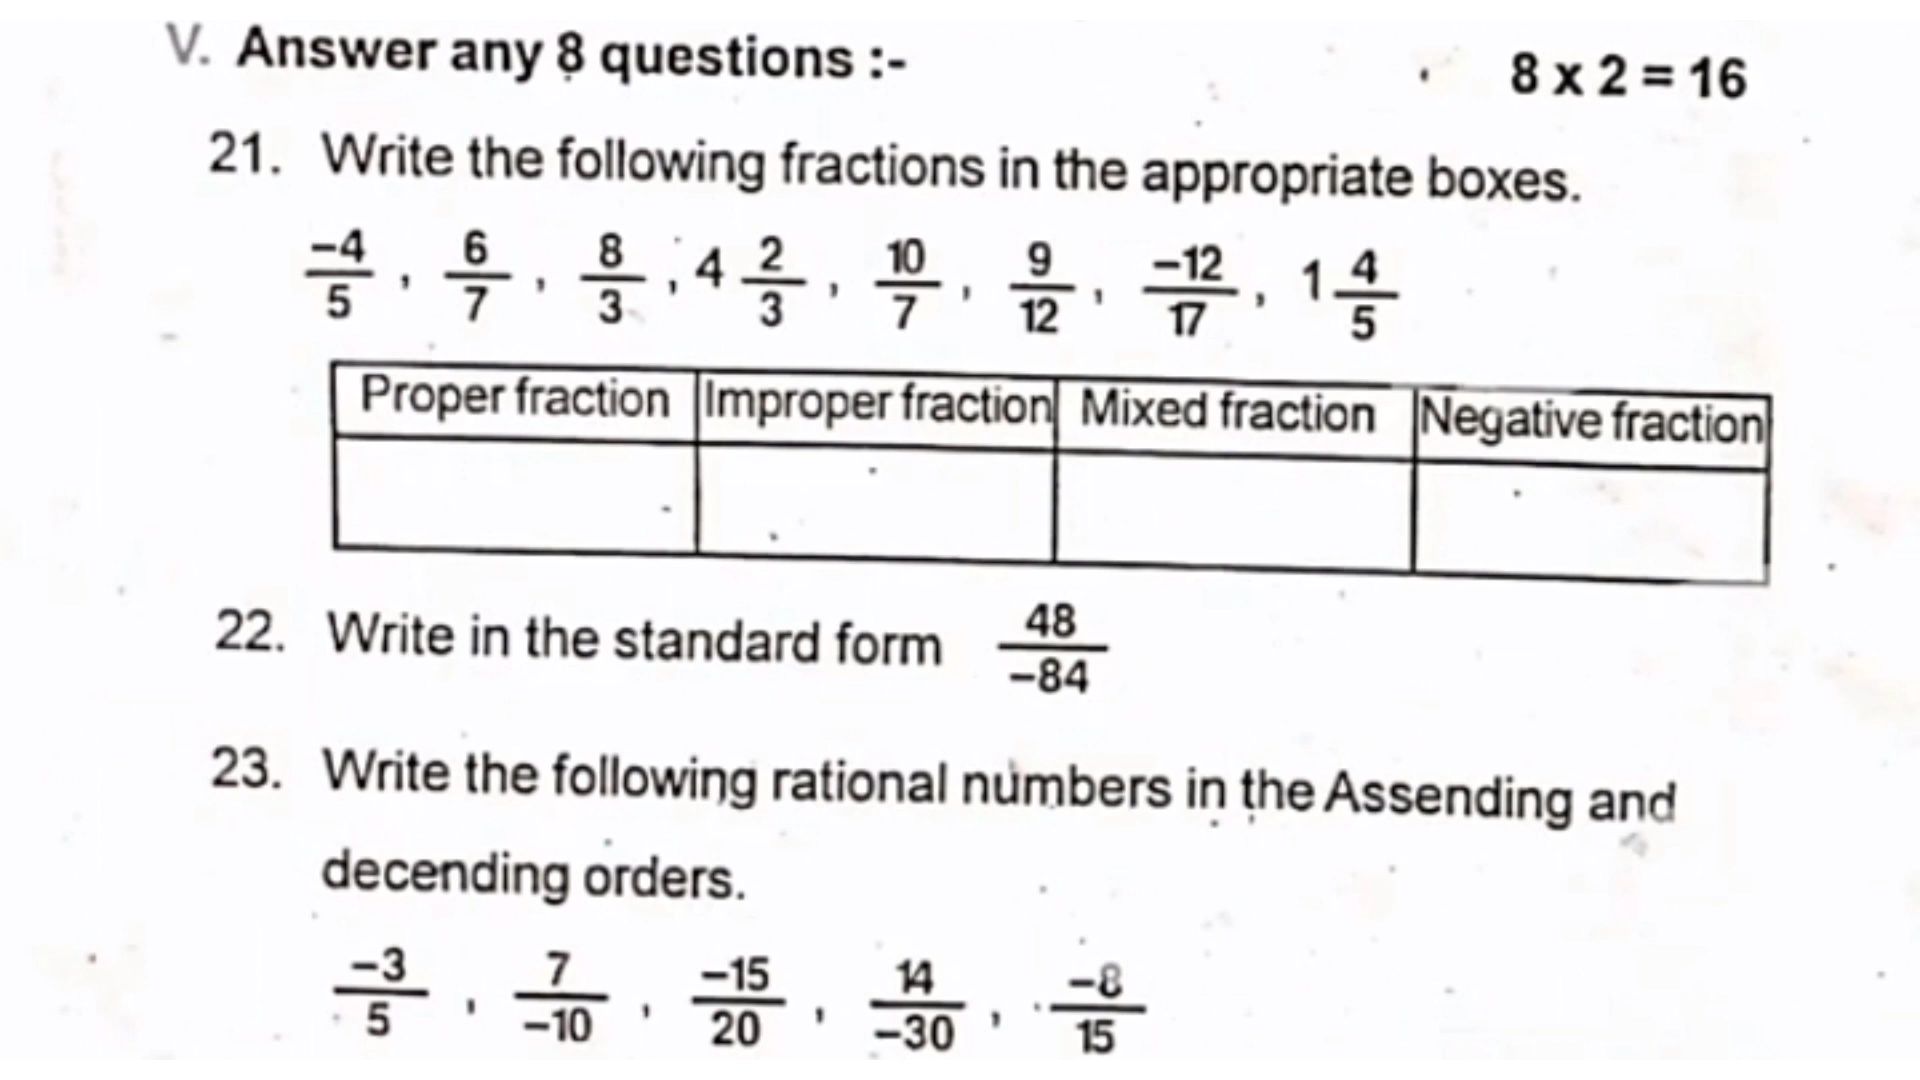 V. Answer any 8 questions :- 8 x 2 = 16
21. Write the following fractions in the appropriate boxes.
-4/5 , 6/7 , 8/3 , 4 2/3 , 10/7 , 9/12 , -12/17 , 1 4/5
Proper fraction Improper fraction Mixed fraction Negative fraction
22. Write in the standard form 48/-84
23. Write the following rational numbers in the Assending and
decending orders.
-3/5 , 7/-10 , -15/20 , 14/-30 , -8/15